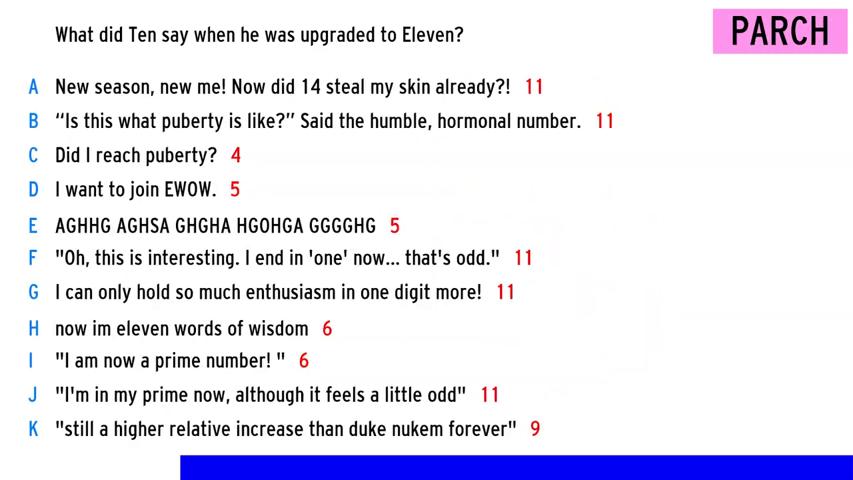 What did Ten say when he was upgraded to Eleven?
PARCH
A New season, new me! Now did 14 steal my skin already?! 11
B “Is this what puberty is like?” Said the humble, hormonal number. 11
C Did I reach puberty? 4
D I want to join EWOW. 5
E AGHHG AGHSA GHGHA HGOHGA GGGGHG 5
F "Oh, this is interesting. I end in 'one' now... that's odd." 11
G I can only hold so much enthusiasm in one digit more! 11
H now im eleven words of wisdom 6
I "I am now a prime number! " 6
J "I'm in my prime now, although it feels a little odd" 11
K "still a higher relative increase than duke nukem forever" 9